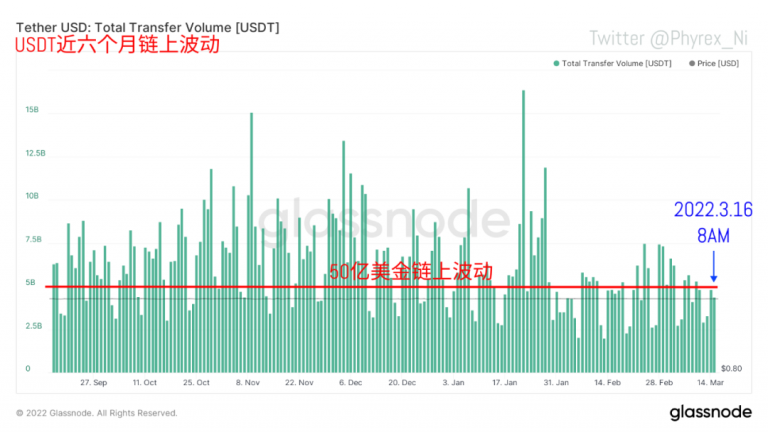 Tether USD: Total Transfer Volume [USDT]
Twitter @Phyrex_Ni
USDT近六个月链上波动
Total Transfer Volume [USDT]
Price [USD]
15B
12.5B
10B
7.5B
5B
2.5B
0
glassnode
2022.3.16
8AM
50亿美金链上波动
$0.80
27. Sep
11. Oct
25. Oct
8. Nov
22. Nov
6. Dec
20. Dec
3. Jan
17. Jan
31. Jan
14. Feb
28. Feb
14. Mar
© 2022 Glassnode. All Rights Reserved.
glassnode